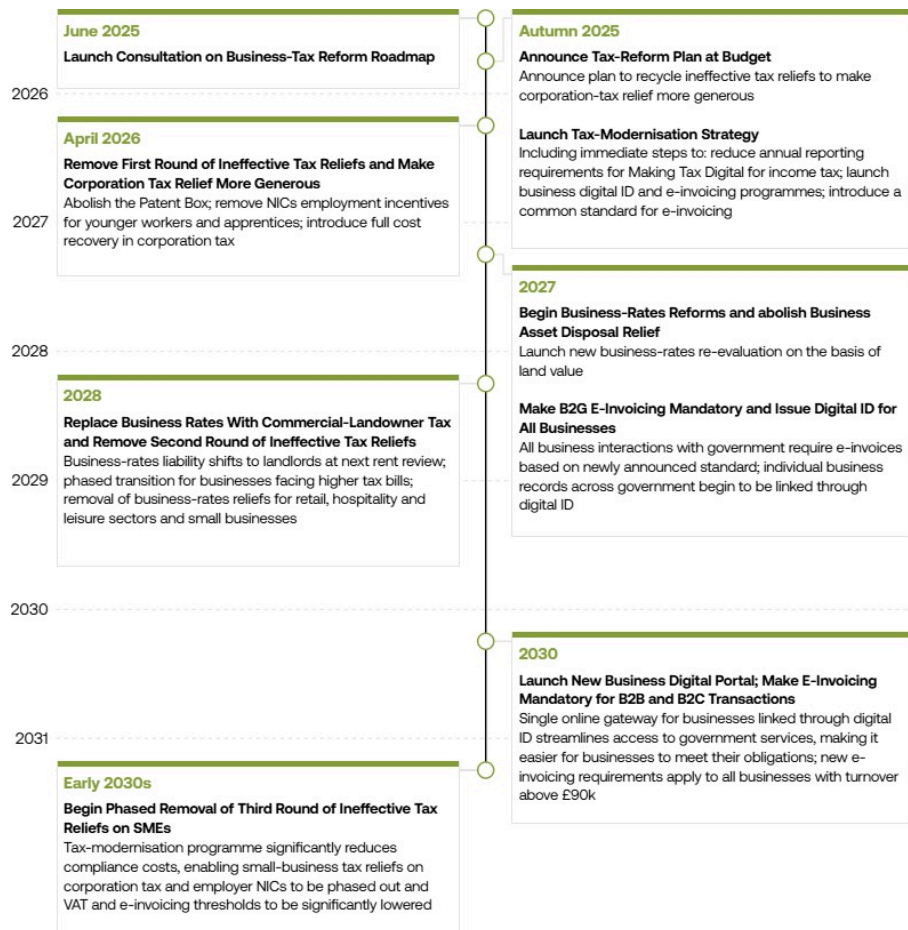 June 2025
Launch Consultation on Business-Tax Reform Roadmap
Autumn 2025
Announce Tax-Reform Plan at Budget
Announce plan to recycle ineffective tax reliefs to make
corporation-tax relief more generous
Launch Tax-Modernisation Strategy
Including immediate steps to: reduce annual reporting
requirements for Making Tax Digital for income tax; launch
business digital ID and e-invoicing programmes; introduce a
common standard for e-invoicing
2026
April 2026
Remove First Round of Ineffective Tax Reliefs and Make
Corporation Tax Relief More Generous
Abolish the Patent Box; remove NICs employment incentives
for younger workers and apprentices; introduce full cost
recovery in corporation tax
2027
2027
Begin Business-Rates Reforms and abolish Business
Asset Disposal Relief
Launch new business-rates re-evaluation on the basis of
land value
Make B2G E-Invoicing Mandatory and Issue Digital ID for
All Businesses
All business interactions with government require e-invoices
based on newly announced standard; individual business
records across government begin to be linked through
digital ID
2028
2028
Replace Business Rates With Commercial-Landowner Tax
and Remove Second Round of Ineffective Tax Reliefs
Business-rates liability shifts to landlords at next rent review;
phased transition for businesses facing higher tax bills;
removal of business-rates reliefs for retail, hospitality and
leisure sectors and small businesses
2029
2030
2030
Launch New Business Digital Portal; Make E-Invoicing
Mandatory for B2B and B2C Transactions
Single online gateway for businesses linked through digital
ID streamlines access to government services, making it
easier for businesses to meet their obligations; new e-
invoicing requirements apply to all businesses with turnover
above £90k
2031
Early 2030s
Begin Phased Removal of Third Round of Ineffective Tax
Reliefs on SMEs
Tax-modernisation programme significantly reduces
compliance costs, enabling small-business tax reliefs on
corporation tax and employer NICs to be phased out and
VAT and e-invoicing thresholds to be significantly lowered